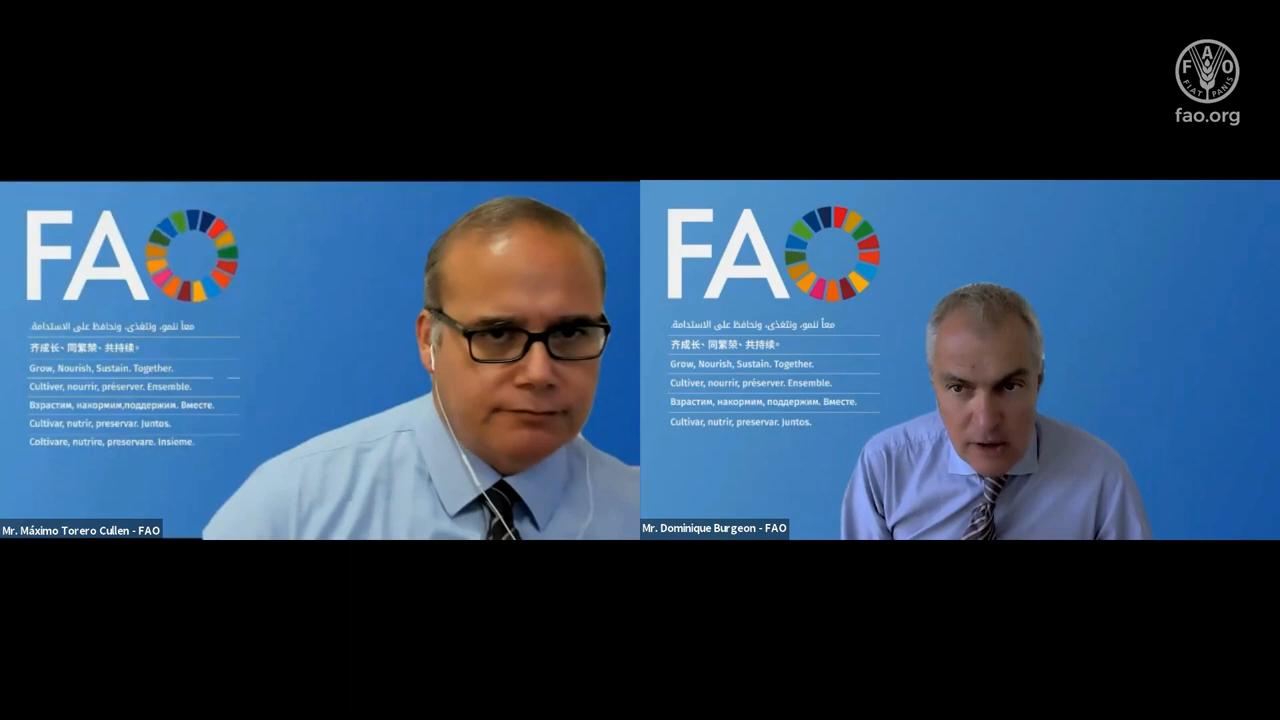 FAO
FIAT PANIS
fao.org
FAO
معاً ننمو، ونتغذى، ونحافظ على الاستدامة.
齐成长、同繁荣、共持续。
Grow, Nourish, Sustain. Together.
Cultiver, nourrir, préserver. Ensemble.
Взрастим, накормим,поддержим. Вместе.
Cultivar, nutrir, preservar. Juntos.
Coltivare, nutrire, preservare. Insieme.
Mr. Máximo Torero Cullen - FAO
FAO
معاً ننمو، ونتغذى، ونحافظ على الاستدامة.
齐成长、同繁荣、共持续。
Grow, Nourish, Sustain. Together.
Cultiver, nourrir, préserver. Ensemble.
Взрастим, накормим, поддержим. Вместе.
Cultivar, nutrir, preservar. Juntos.
Mr. Dominique Burgeon - FAO